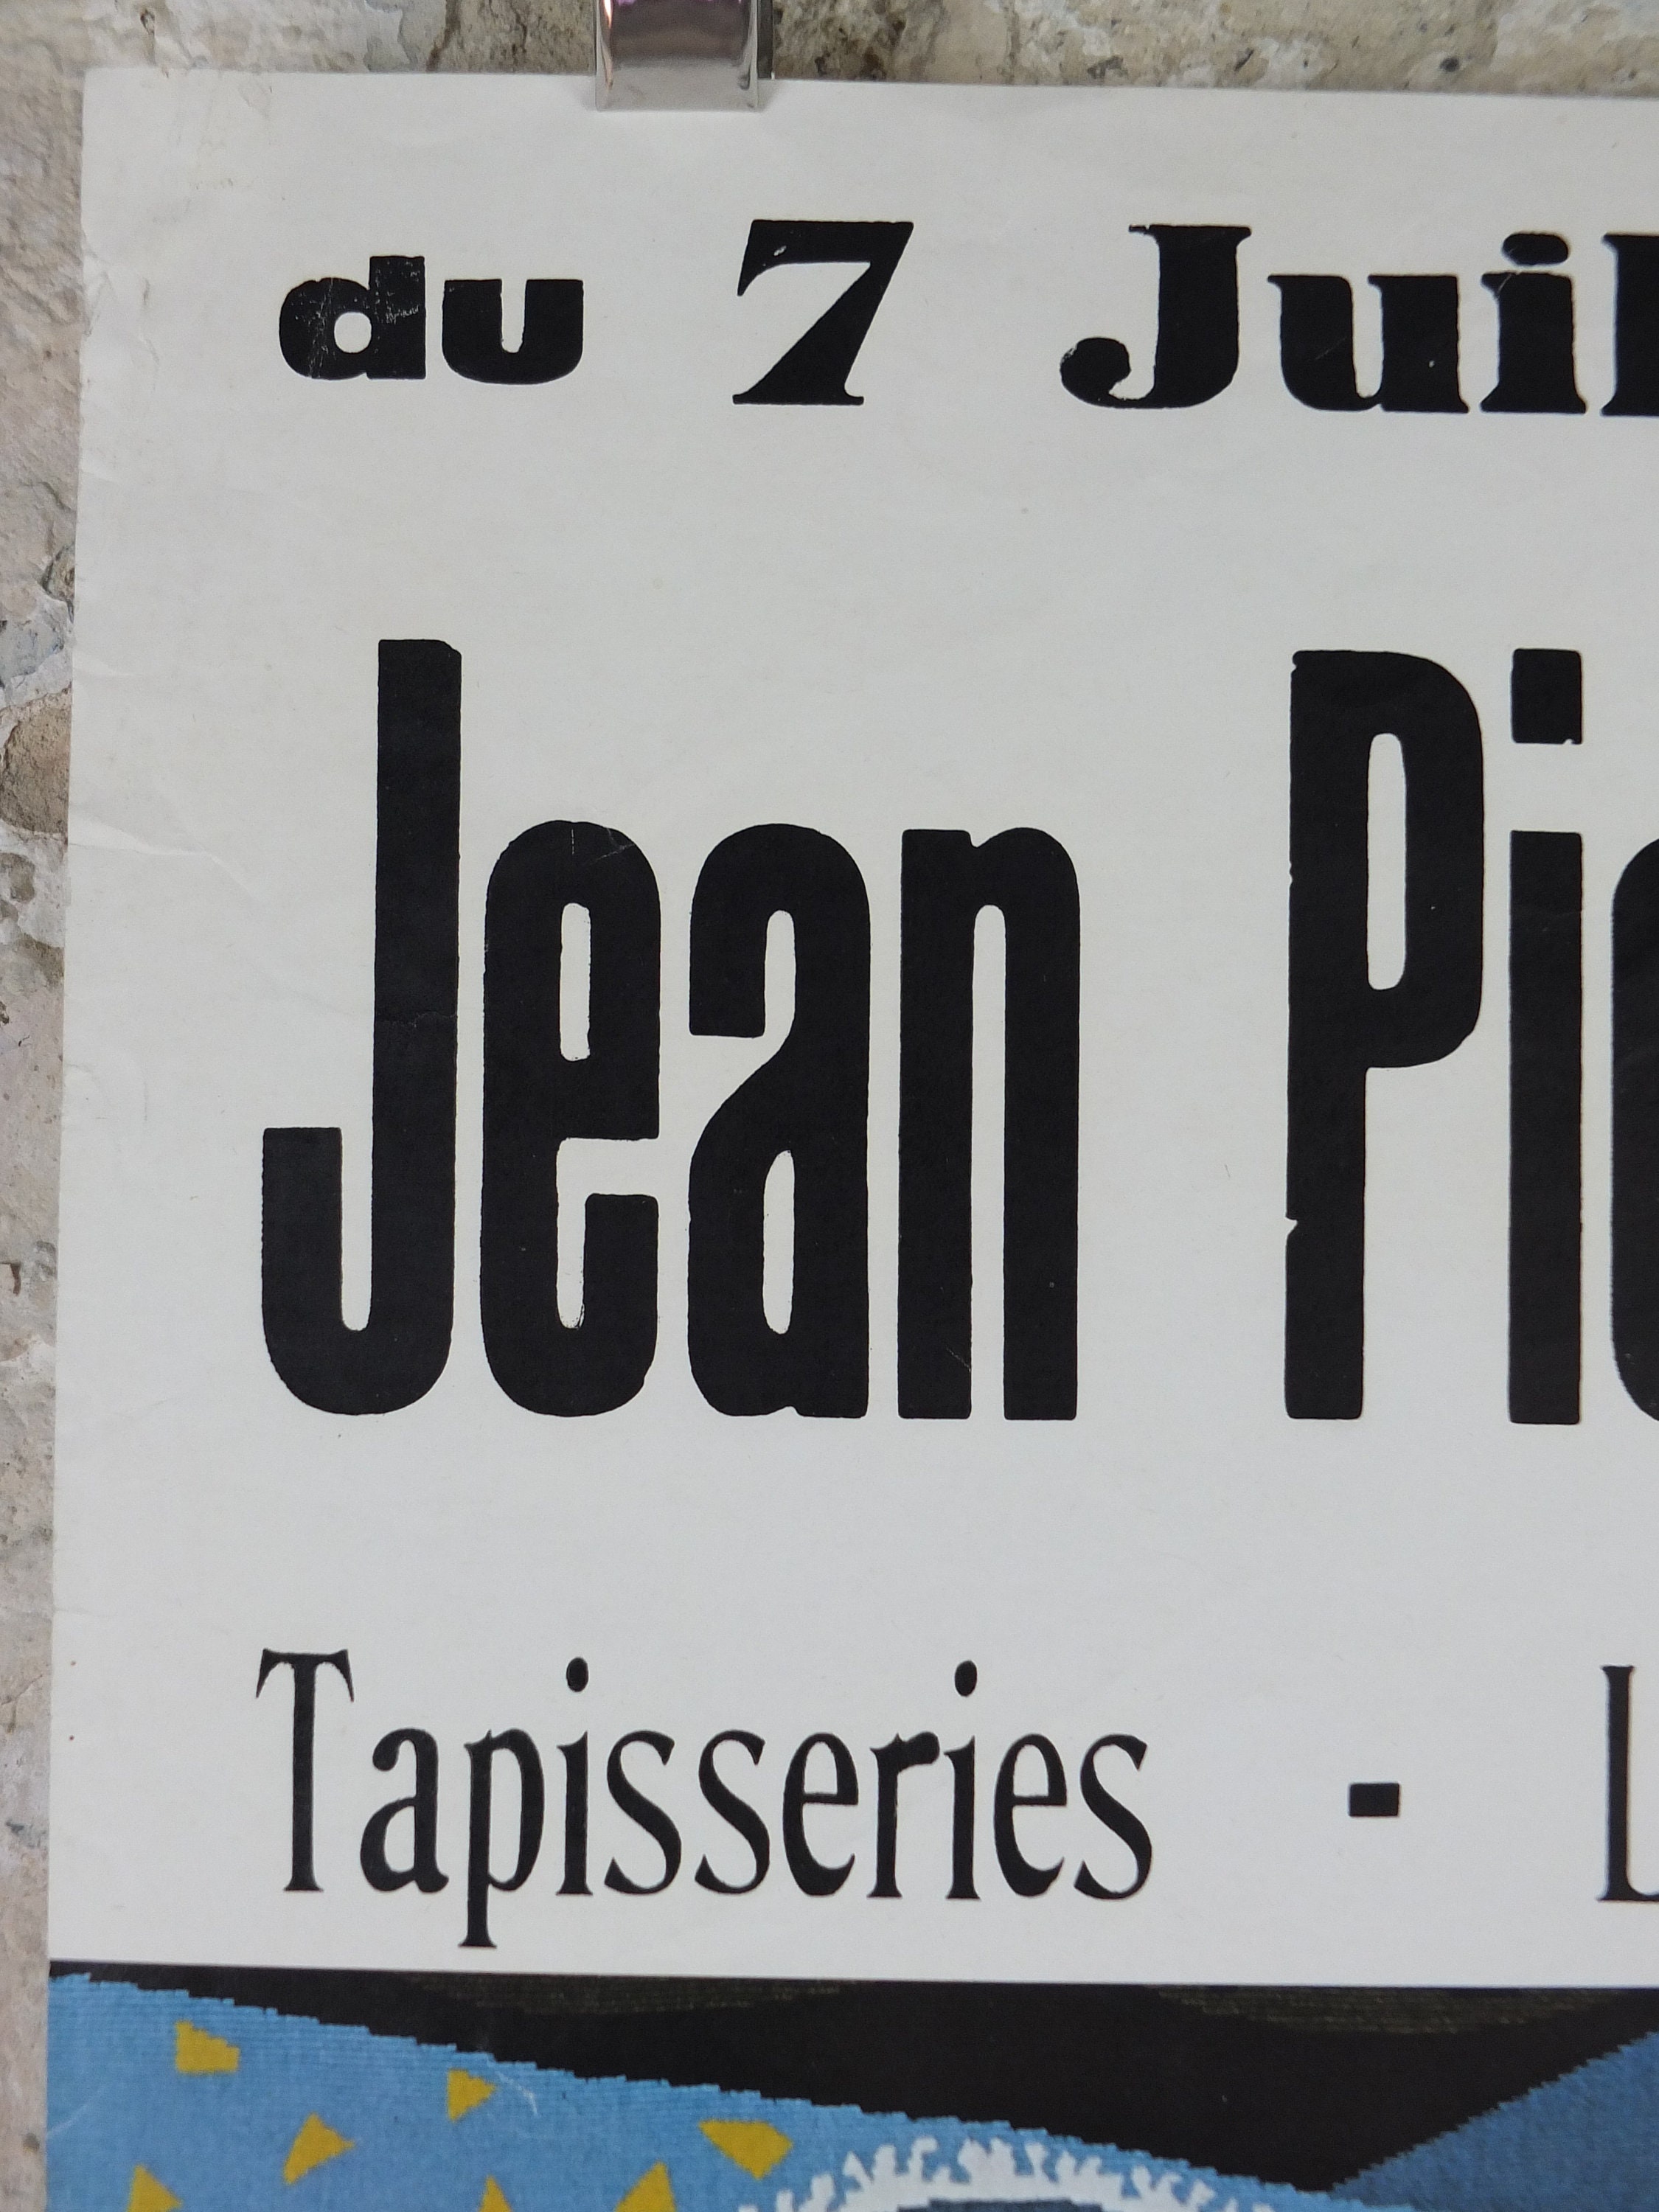 du 7 Juil
Jean Pie
Tapisseries - L